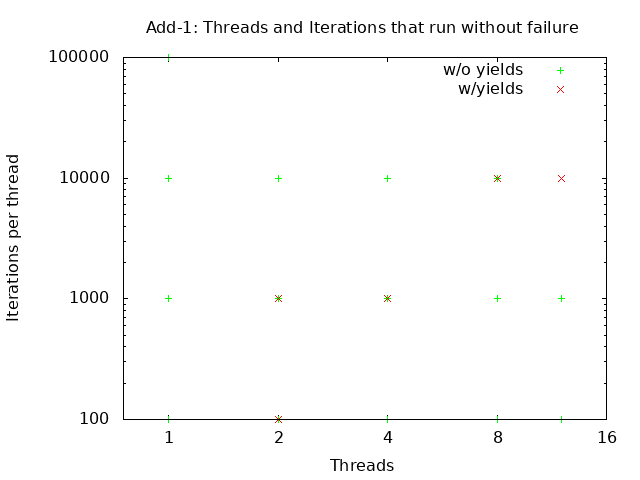 Add-1: Threads and Iterations that run without failure
100000
w/o yields
w/yields
10000
Iterations per thread
1000
100
1 2 4 8 16
Threads